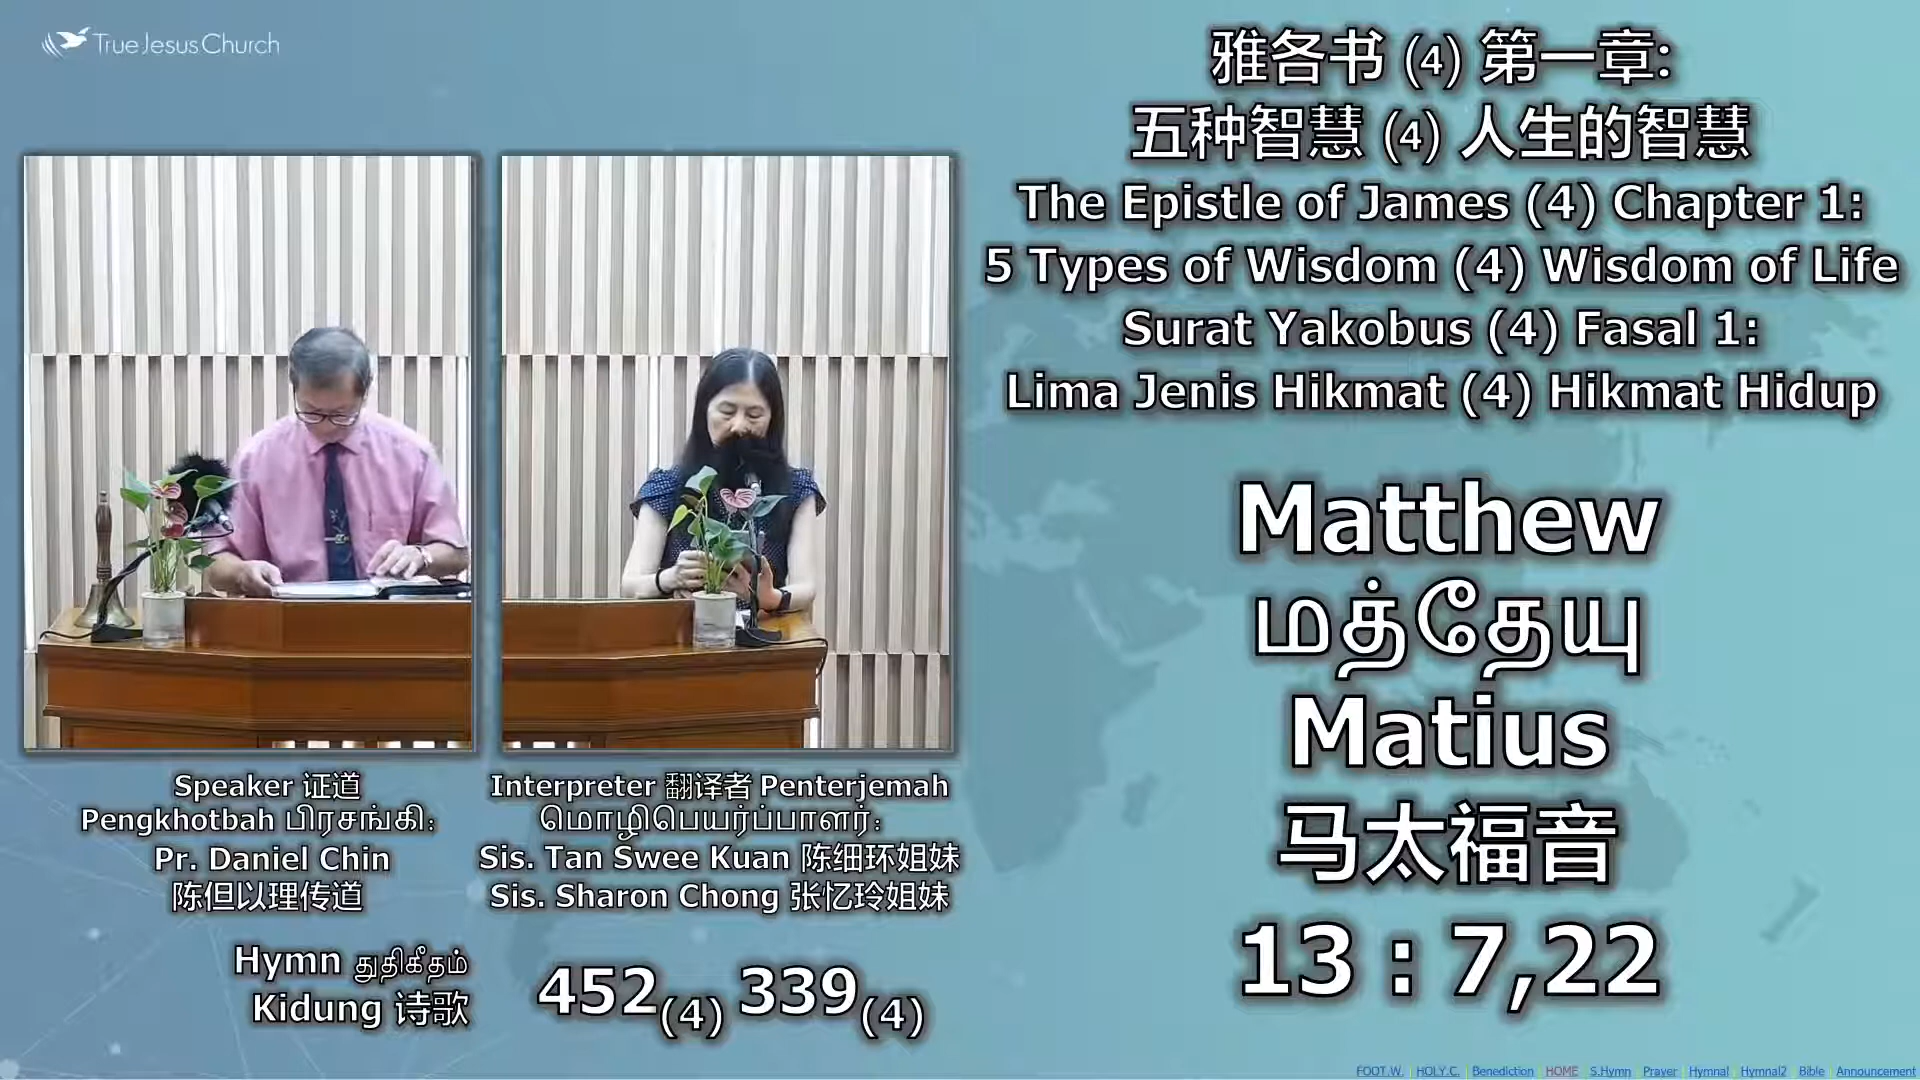 True Jesus Church
雅各书 (4) 第一章:
五种智慧 (4) 人生的智慧
The Epistle of James (4) Chapter 1:
5 Types of Wisdom (4) Wisdom of Life
Surat Yakobus (4) Fasal 1:
Lima Jenis Hikmat (4) Hikmat Hidup
Matthew
மத்தேயு
Matius
马太福音
13 : 7,22
Speaker 证道
Pengkhotbah பிரசங்கி:
Pr. Daniel Chin
陈但以理传道
Interpreter 翻译者 Penterjemah
மொழிபெயர்ப்பாளர்:
Sis. Tan Swee Kuan 陈细环姐妹
Sis. Sharon Chong 张忆玲姐妹
Hymn துதிகீதம்
Kidung 诗歌
452(4) 339(4)
FOOT.W. HOLY.C. Benediction HOME S.Hymn Prayer Hymnal Hymnal2 Bible Announcement